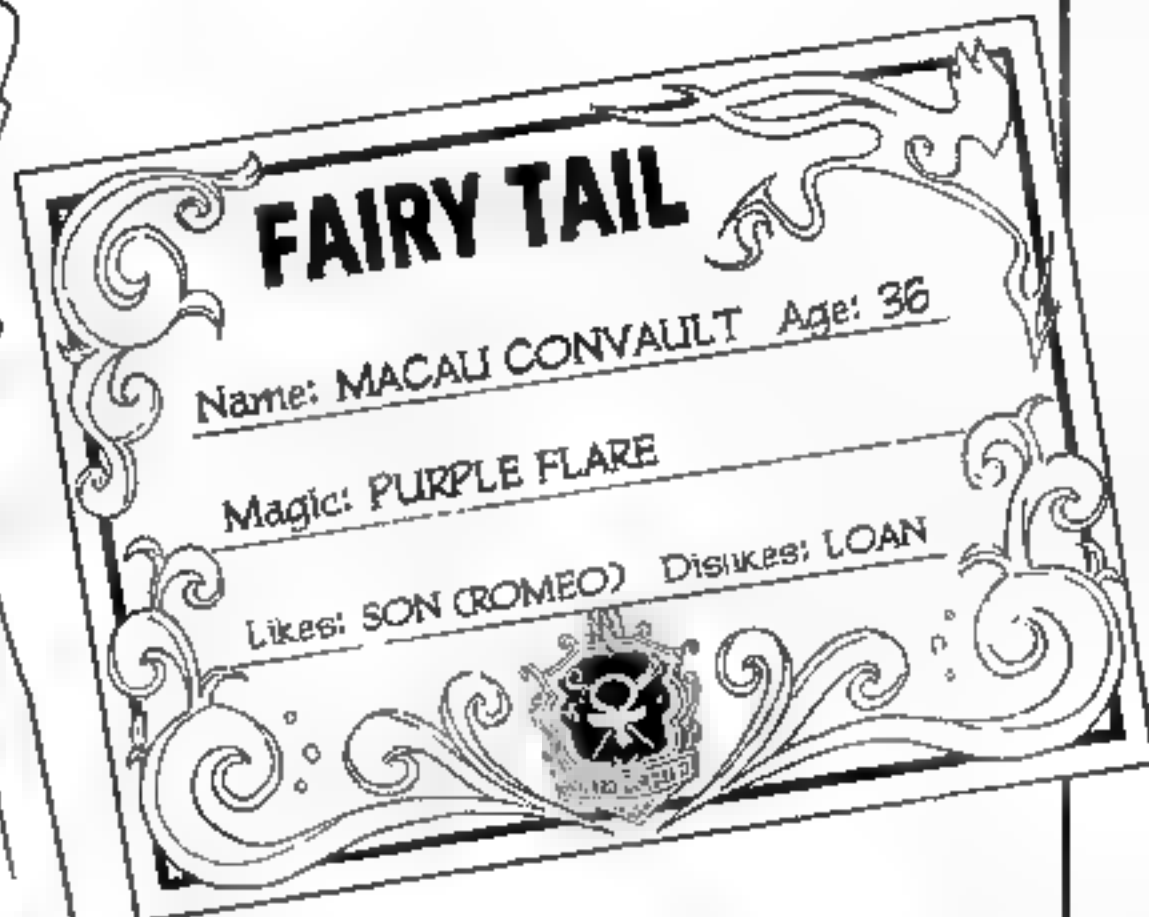 FAIRY TAIL
Name: MACAU CONVAULT Age: 36
Magic: PURPLE FLARE
Likes: SON (ROMEO) Dislikes: LOAN